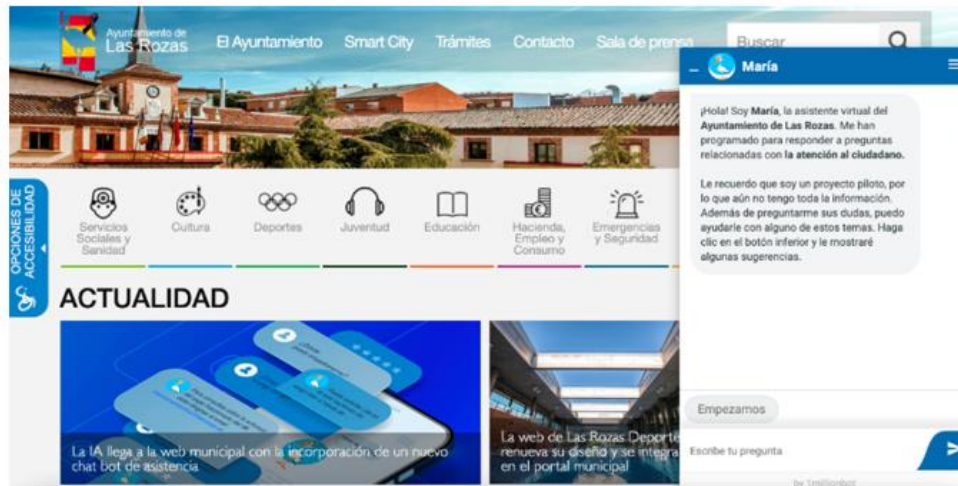 Ayuntamiento de
Las Rozas
El Ayuntamiento
Smart City
Trámites
Contacto
Sala de prensa
Buscar
María
¡Hola! Soy María, la asistente virtual del
Ayuntamiento de Las Rozas. Me han
programado para responder a preguntas
relacionadas con la atención al ciudadano.
Le recuerdo que soy un proyecto piloto, por
lo que aún no tengo toda la información.
Además de preguntarme sus dudas, puedo
ayudarle con alguno de estos temas. Haga
clic en el botón inferior y le mostraré
algunas sugerencias.
OPCIONES DE
ACCESIBILIDAD
Servicios
Sociales y
Sanidad
Cultura
Deportes
Juventud
Educación
Hacienda,
Empleo y
Consumo
Emergencias
y Seguridad
ACTUALIDAD
La IA llega a la web municipal con la incorporación de un nuevo
chat bot de asistencia
La web de Las Rozas Deporte
renueva su diseño y se integra
en el portal municipal
Empezamos
Escribe tu pregunta
by 1millionbot